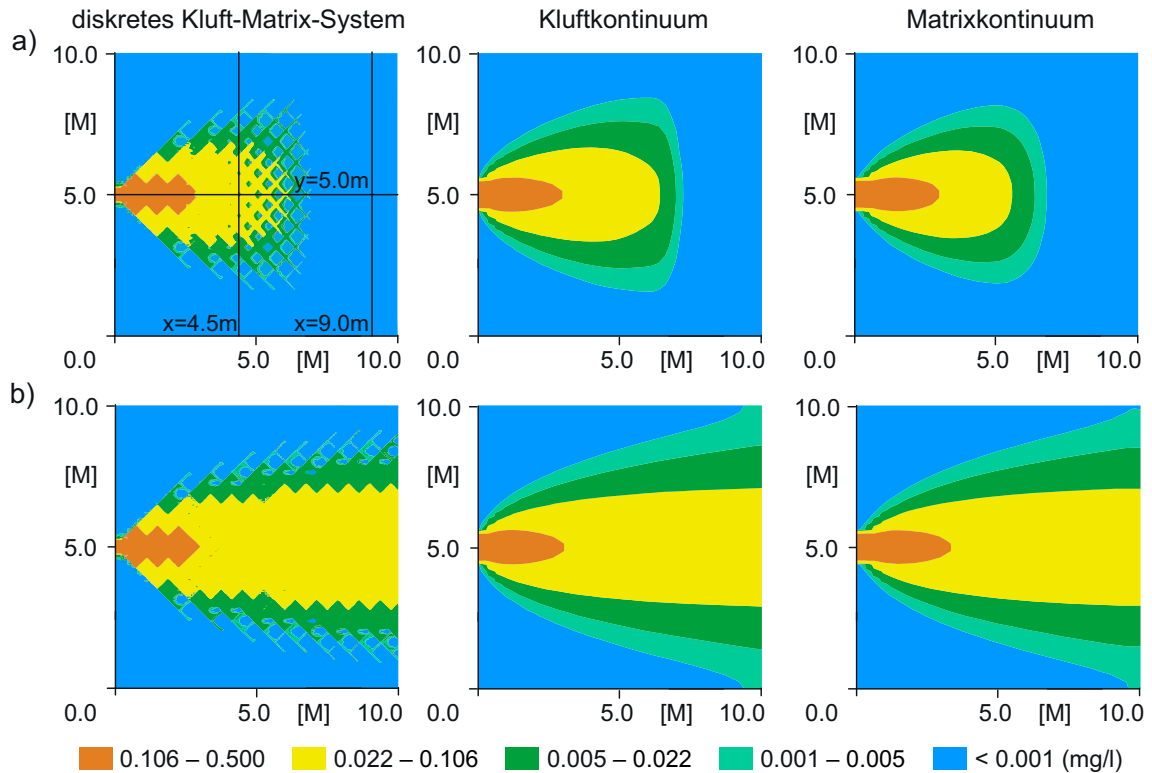 diskretes Kluft-Matrix-System Kluftkontinuum Matrixkontinuum
a)
10.0 10.0 10.0
[M] [M] [M]
5.0 y=5.0m 5.0 5.0
x=4.5m x=9.0m
0.0 5.0 [M] 10.0 0.0 5.0 [M] 10.0 0.0 5.0 [M] 10.0
b)
10.0 10.0 10.0
[M] [M] [M]
5.0 5.0 5.0
0.0 5.0 [M] 10.0 0.0 5.0 [M] 10.0 0.0 5.0 [M] 10.0
0.106 – 0.500 0.022 – 0.106 0.005 – 0.022 0.001 – 0.005 < 0.001 (mg/l)